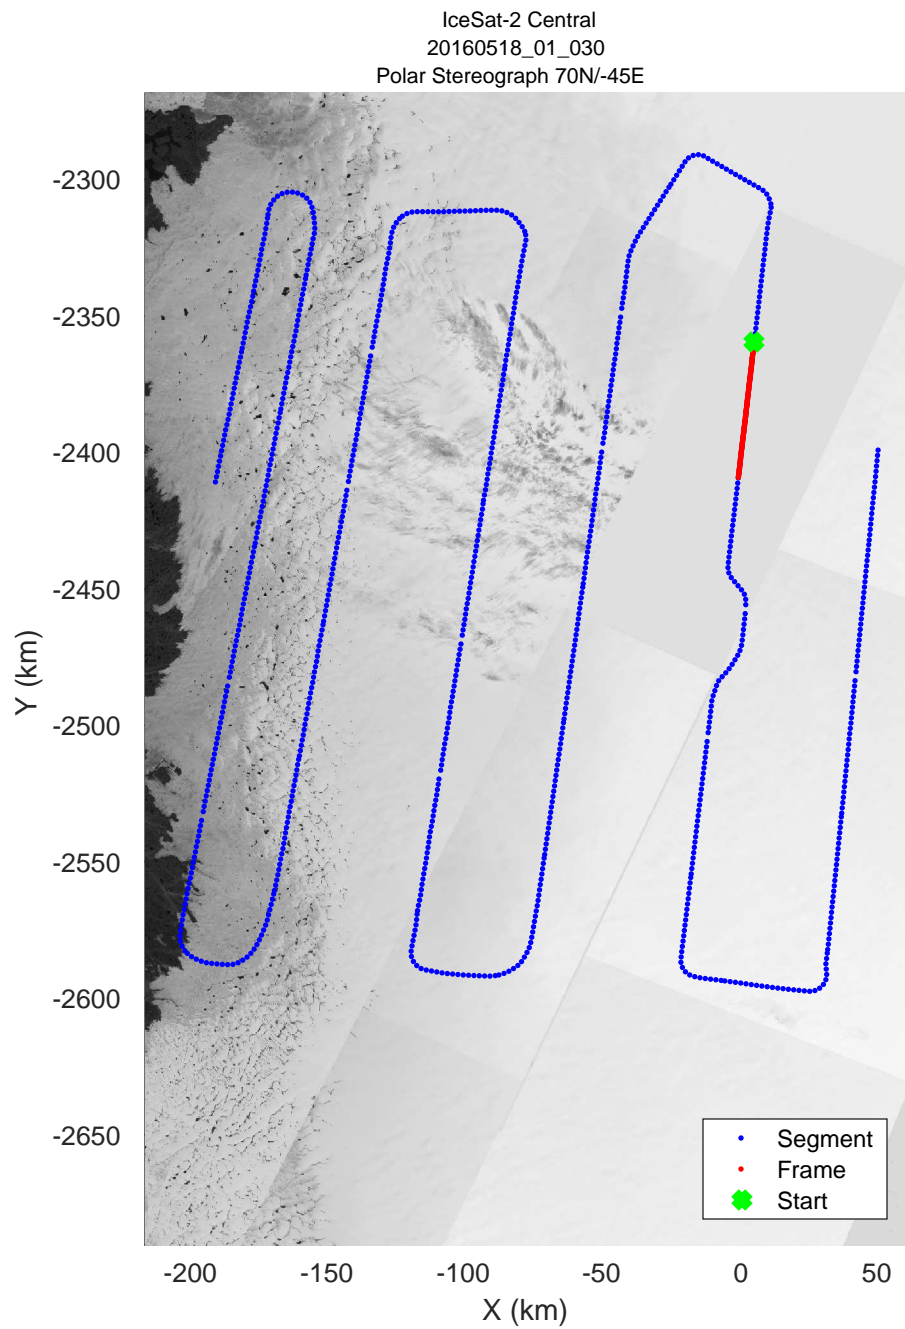 IceSat-2 Central
20160518_01_030
Polar Stereograph 70N/-45E
-2300
-2350
-2400
-2450
-2500
-2550
-2600
-2650
Y (km)
Segment
Frame
Start
-200 -150 -100 -50 0 50
X (km)